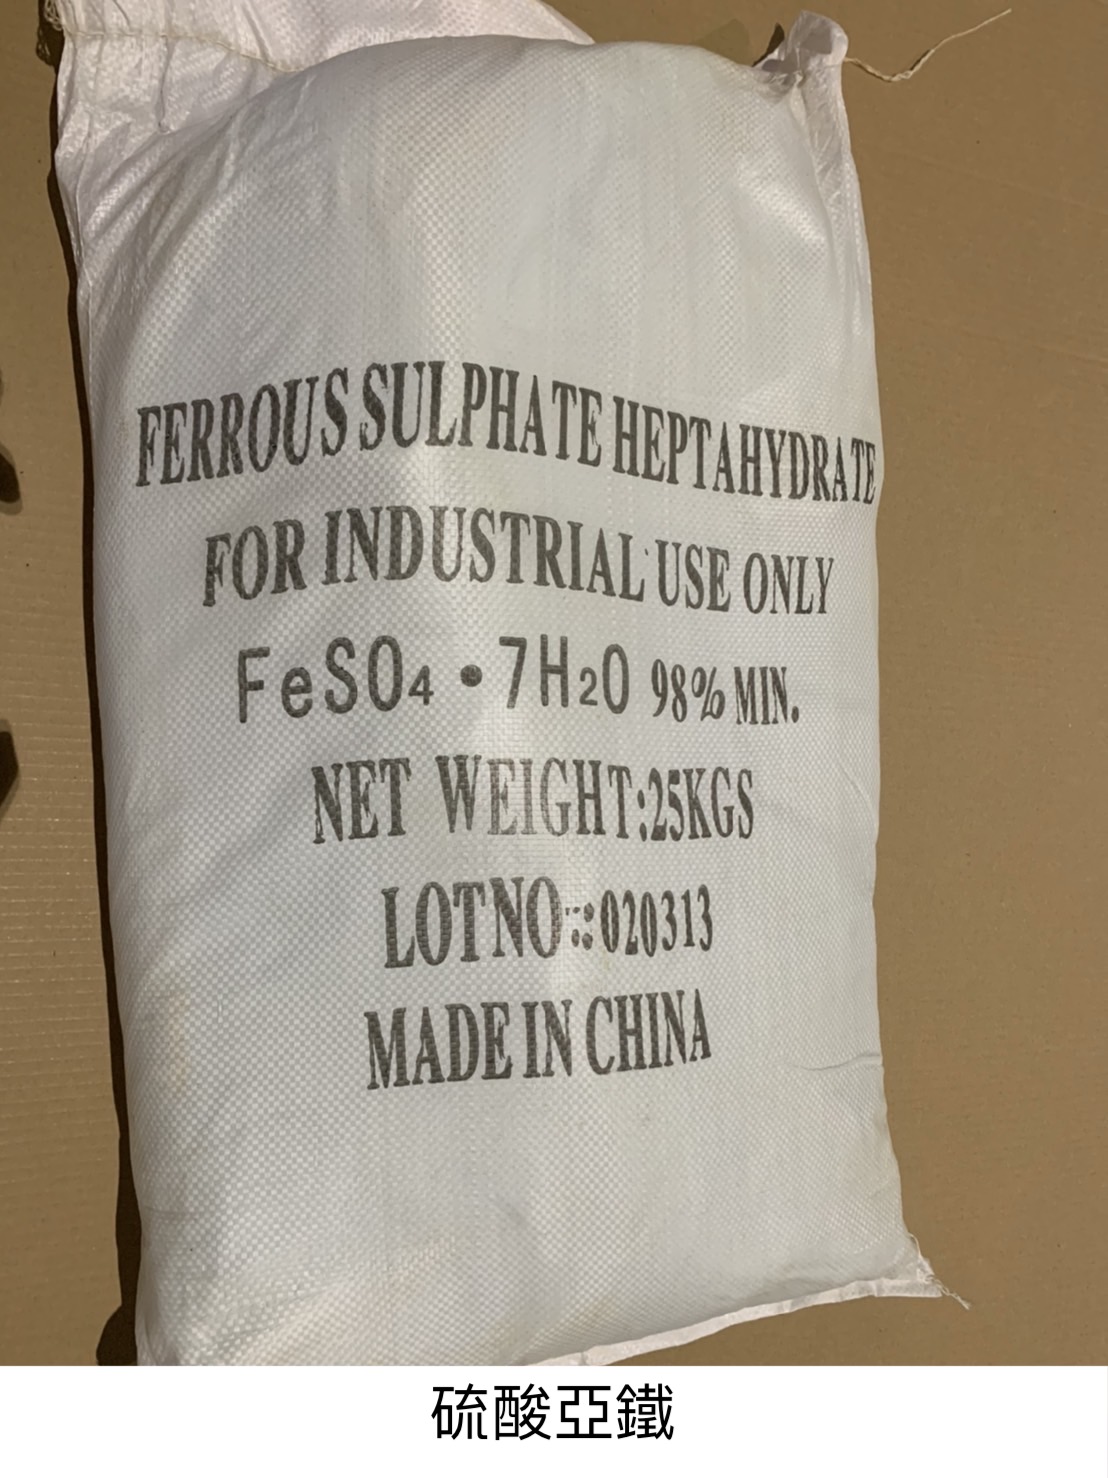 FERROUS SULPHATE HEPTAHYDRATE
FOR INDUSTRIAL USE ONLY
FeSO₄・7H₂O 98% MIN.
NET WEIGHT:25KGS
LOTNO::020313
MADE IN CHINA
硫酸亞鐵